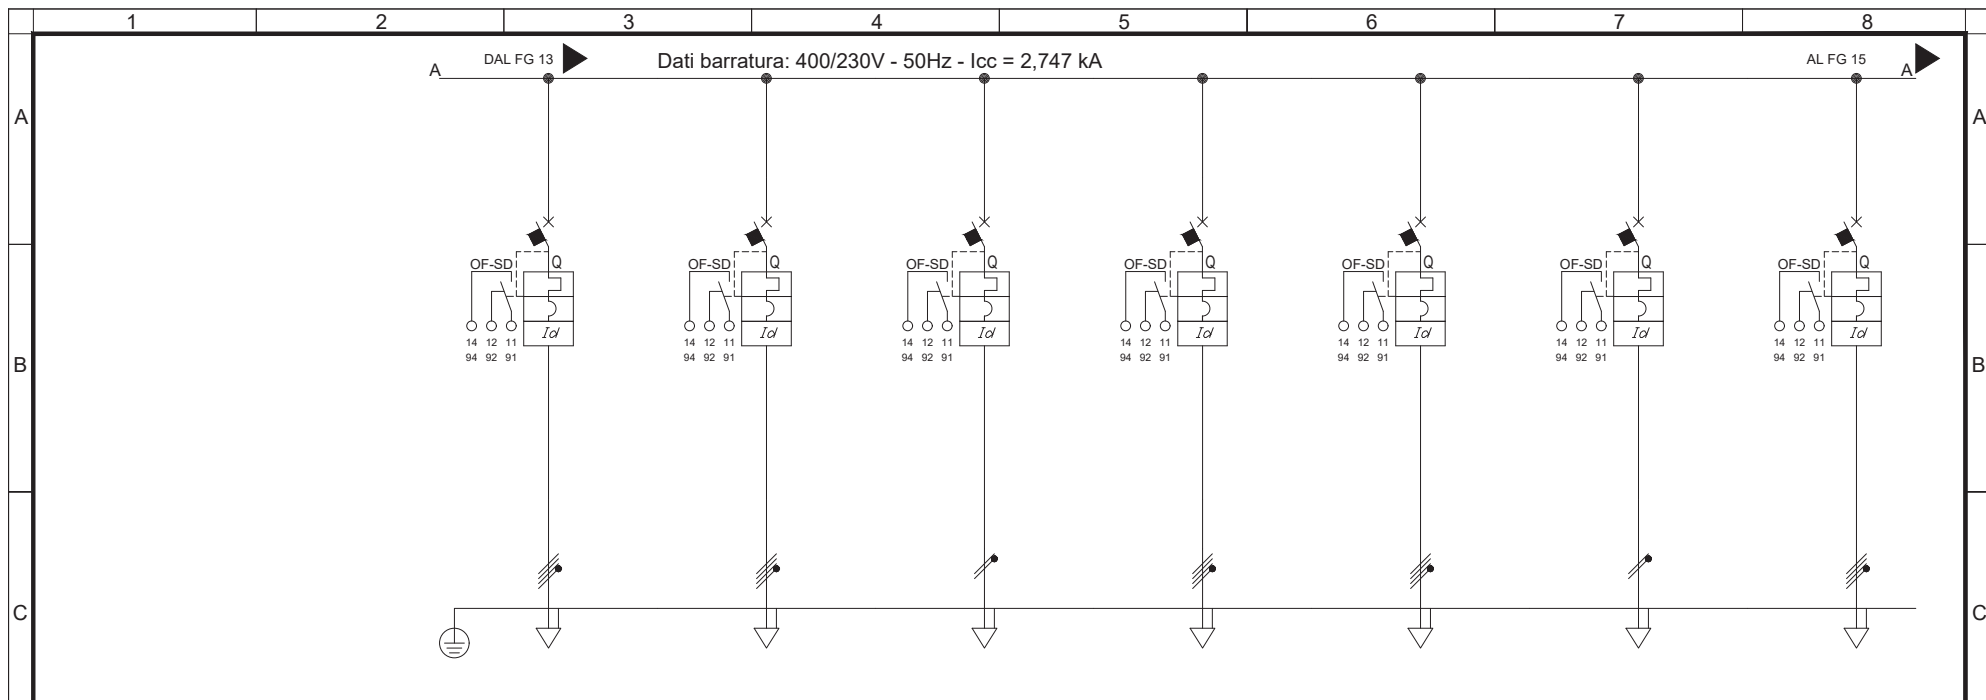 1 2 3 4 5 6 7 8
DAL FG 13 Dati barratura: 400/230V - 50Hz - Icc = 2,747 kA AL FG 15
A A
A A
OF-SD Q OF-SD Q OF-SD Q OF-SD Q OF-SD Q OF-SD Q OF-SD Q
Id Id Id Id Id Id Id
14 12 11 14 12 11 14 12 11 14 12 11 14 12 11 14 12 11 14 12 11
94 92 91 94 92 91 94 92 91 94 92 91 94 92 91 94 92 91 94 92 91
B B
C C